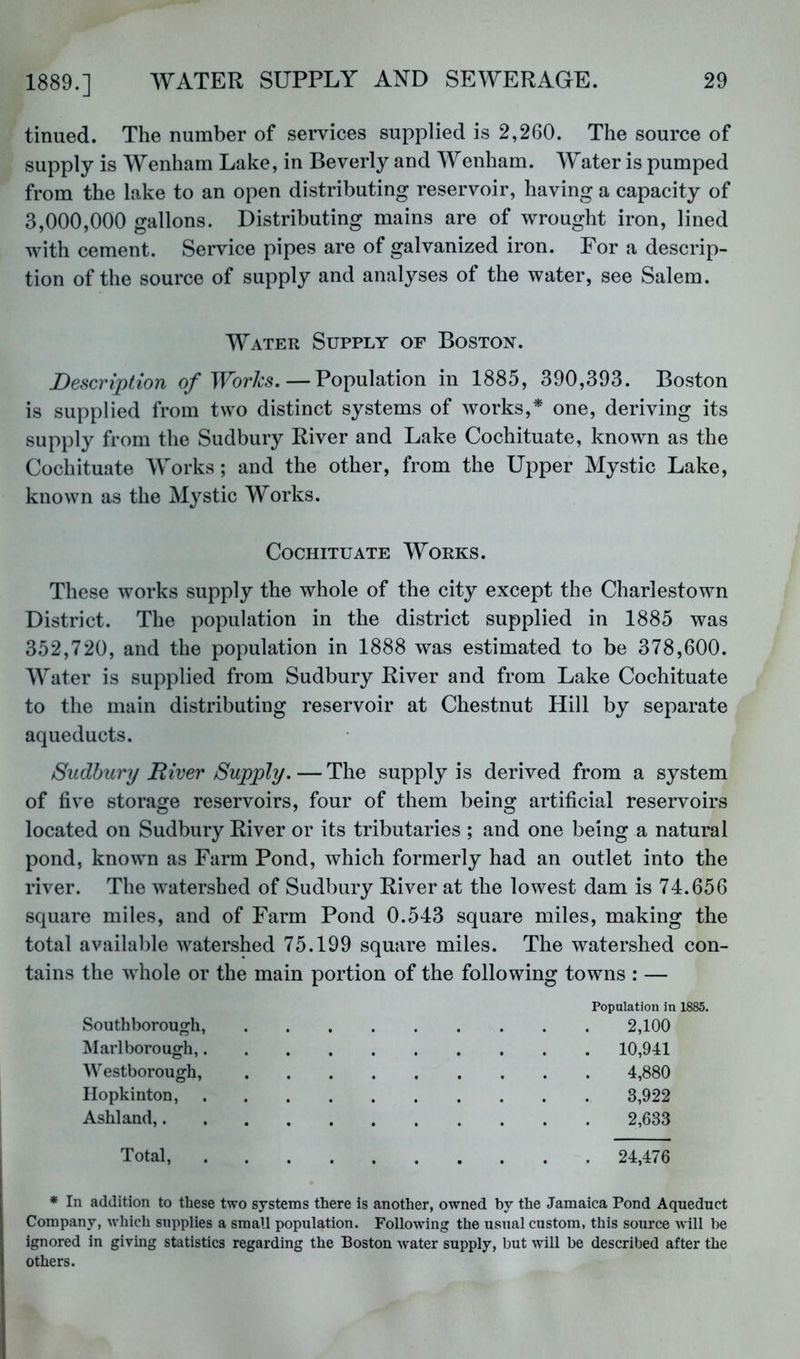 1889.] WATER SUPPLY AND SEWERAGE. 29
tinued. The number of services supplied is 2,260. The source of
supply is Wenham Lake, in Beverly and Wenham. Water is pumped
from the lake to an open distributing reservoir, having a capacity of
3,000,000 gallons. Distributing mains are of wrought iron, lined
with cement. Service pipes are of galvanized iron. For a descrip-
tion of the source of supply and analyses of the water, see Salem.
WATER SUPPLY OF BOSTON.
Description of Works. — Population in 1885, 390,393. Boston
is supplied from two distinct systems of works,* one, deriving its
supply from the Sudbury River and Lake Cochituate, known as the
Cochituate Works; and the other, from the Upper Mystic Lake,
known as the Mystic Works.
COCHITUATE WORKS.
These works supply the whole of the city except the Charlestown
District. The population in the district supplied in 1885 was
352,720, and the population in 1888 was estimated to be 378,600.
Water is supplied from Sudbury River and from Lake Cochituate
to the main distributing reservoir at Chestnut Hill by separate
aqueducts.
Sudbury River Supply. — The supply is derived from a system
of five storage reservoirs, four of them being artificial reservoirs
located on Sudbury River or its tributaries; and one being a natural
pond, known as Farm Pond, which formerly had an outlet into the
river. The watershed of Sudbury River at the lowest dam is 74.656
square miles, and of Farm Pond 0.543 square miles, making the
total available watershed 75.199 square miles. The watershed con-
tains the whole or the main portion of the following towns : —
Population in 1885.
Southborough, . . . . . . . . . 2,100
Marlborough, . . . . . . . . . . 10,941
Westborough, . . . . . . . . . 4,880
Hopkinton, . . . . . . . . . . 3,922
Ashland, . . . . . . . . . . . 2,633
Total, . . . . . . . . . . 24,476
* In addition to these two systems there is another, owned by the Jamaica Pond Aqueduct
Company, which supplies a small population. Following the usual custom, this source will be
ignored in giving statistics regarding the Boston water supply, but will be described after the
others.